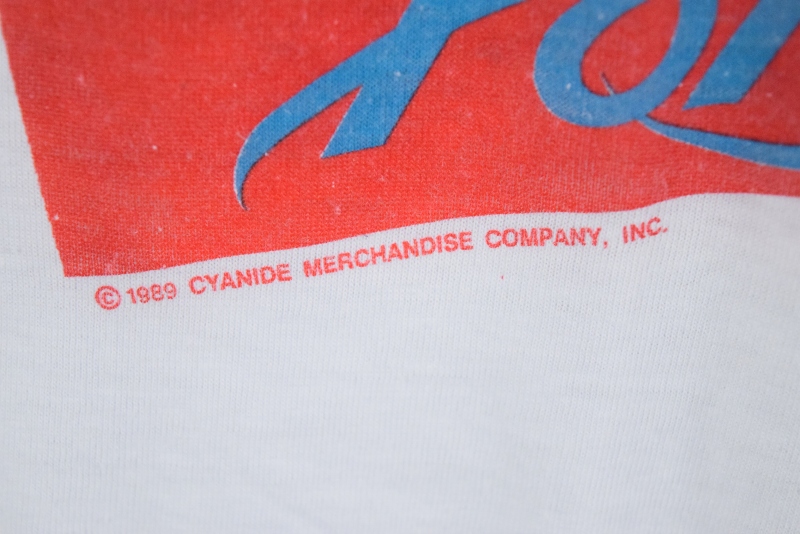 © 1989 CYANIDE MERCHANDISE COMPANY, INC.